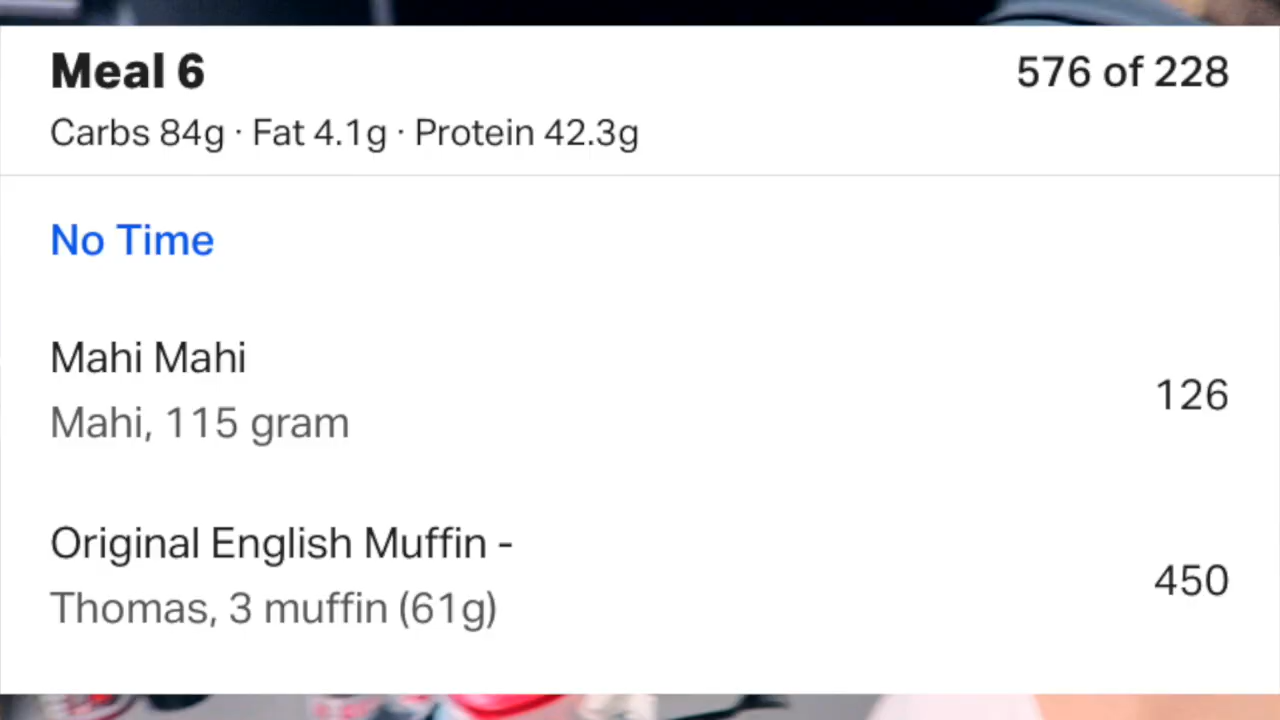 Meal 6
576 of 228
Carbs 84g · Fat 4.1g · Protein 42.3g
No Time
Mahi Mahi
126
Mahi, 115 gram
Original English Muffin -
450
Thomas, 3 muffin (61g)